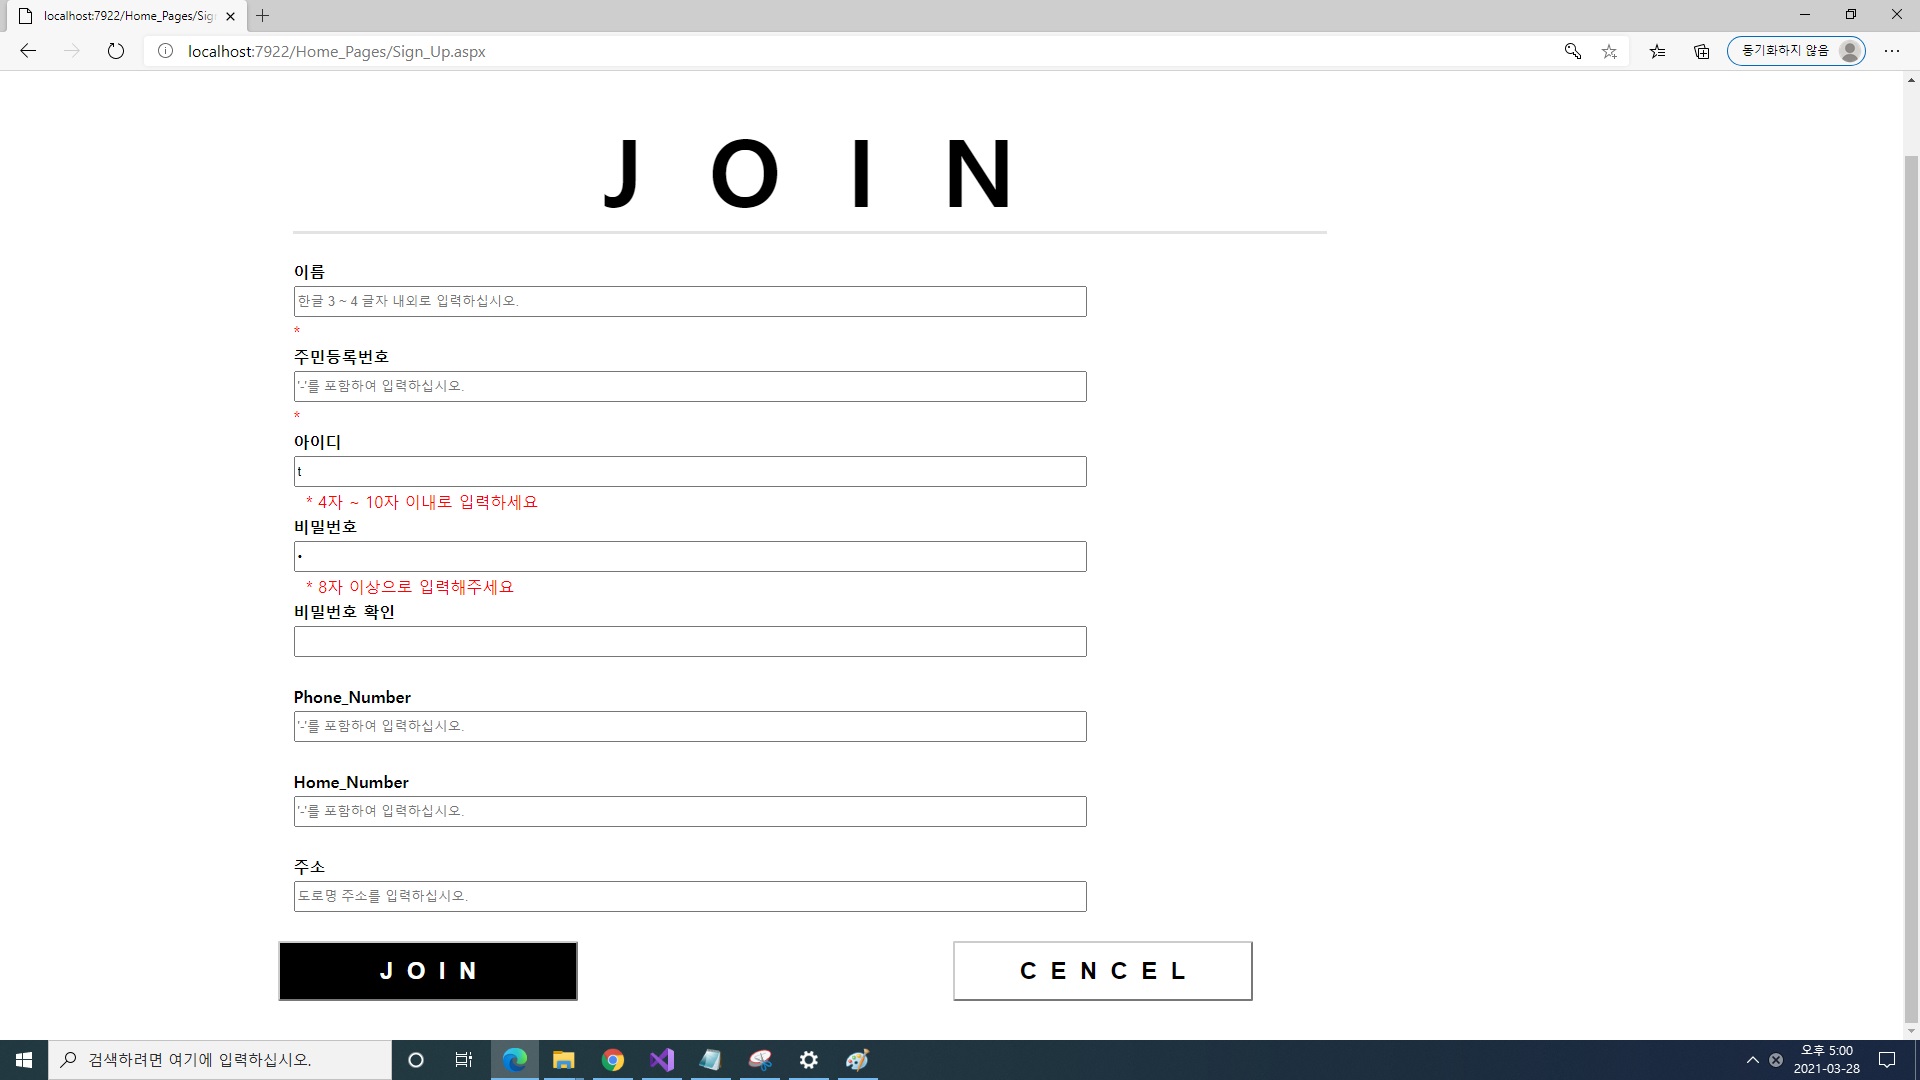 localhost:7922/Home_Pages/Sig
localhost:7922/Home_Pages/Sign_Up.aspx
동기화하지 않음
J O I N
이름
한글 3 ~ 4 글자 내외로 입력하십시오.
*
주민등록번호
'-'를 포함하여 입력하십시오.
*
아이디
t
* 4자 ~ 10자 이내로 입력하세요
비밀번호
•
* 8자 이상으로 입력해주세요
비밀번호 확인
Phone_Number
'-'를 포함하여 입력하십시오.
Home_Number
'-'를 포함하여 입력하십시오.
주소
도로명 주소를 입력하십시오.
J O I N
C E N C E L
검색하려면 여기에 입력하십시오.
오후 5:00
2021-03-28